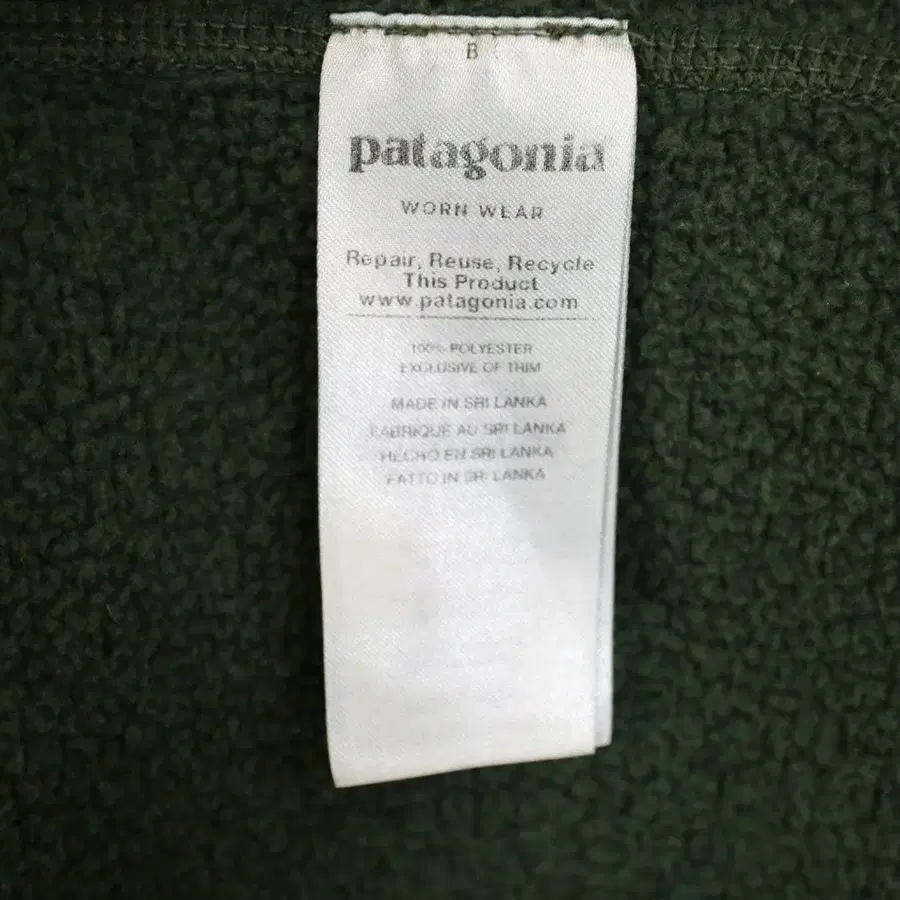 B
patagonia
WORN WEAR
Repair, Reuse, Recycle
This Product
www.patagonia.com
100% POLYESTER
EXCLUSIVE OF TRIM
MADE IN SRI LANKA
FABRIQUE AU SRI LANKA
HECHO EN SRI LANKA
FATTO IN SRI LANKA